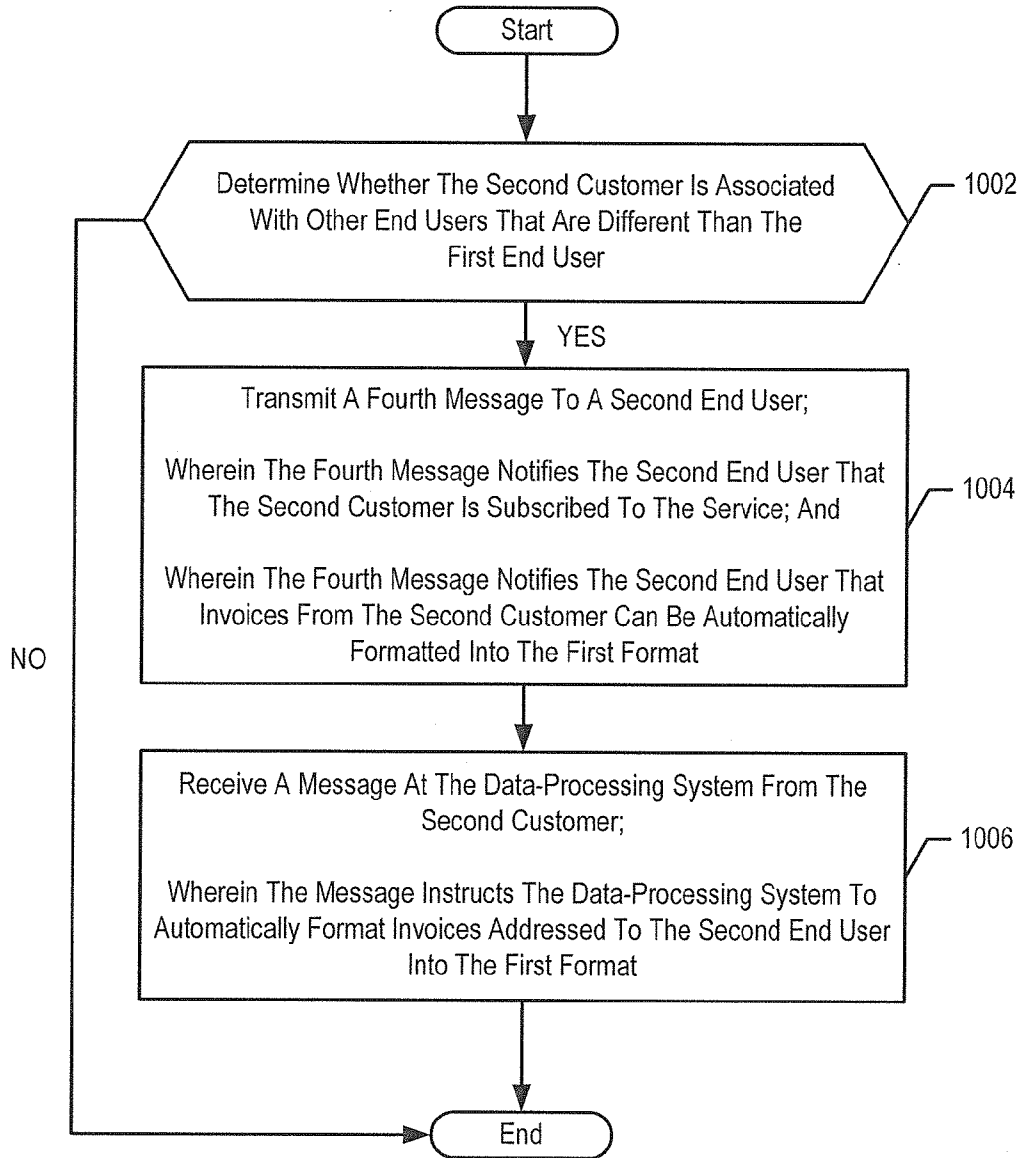 Start
Determine Whether The Second Customer Is Associated
With Other End Users That Are Different Than The
First End User
1002
YES
Transmit A Fourth Message To A Second End User;
Wherein The Fourth Message Notifies The Second End User That
The Second Customer Is Subscribed To The Service; And
Wherein The Fourth Message Notifies The Second End User That
Invoices From The Second Customer Can Be Automatically
Formatted Into The First Format
1004
NO
Receive A Message At The Data-Processing System From The
Second Customer;
Wherein The Message Instructs The Data-Processing System To
Automatically Format Invoices Addressed To The Second End User
Into The First Format
1006
End